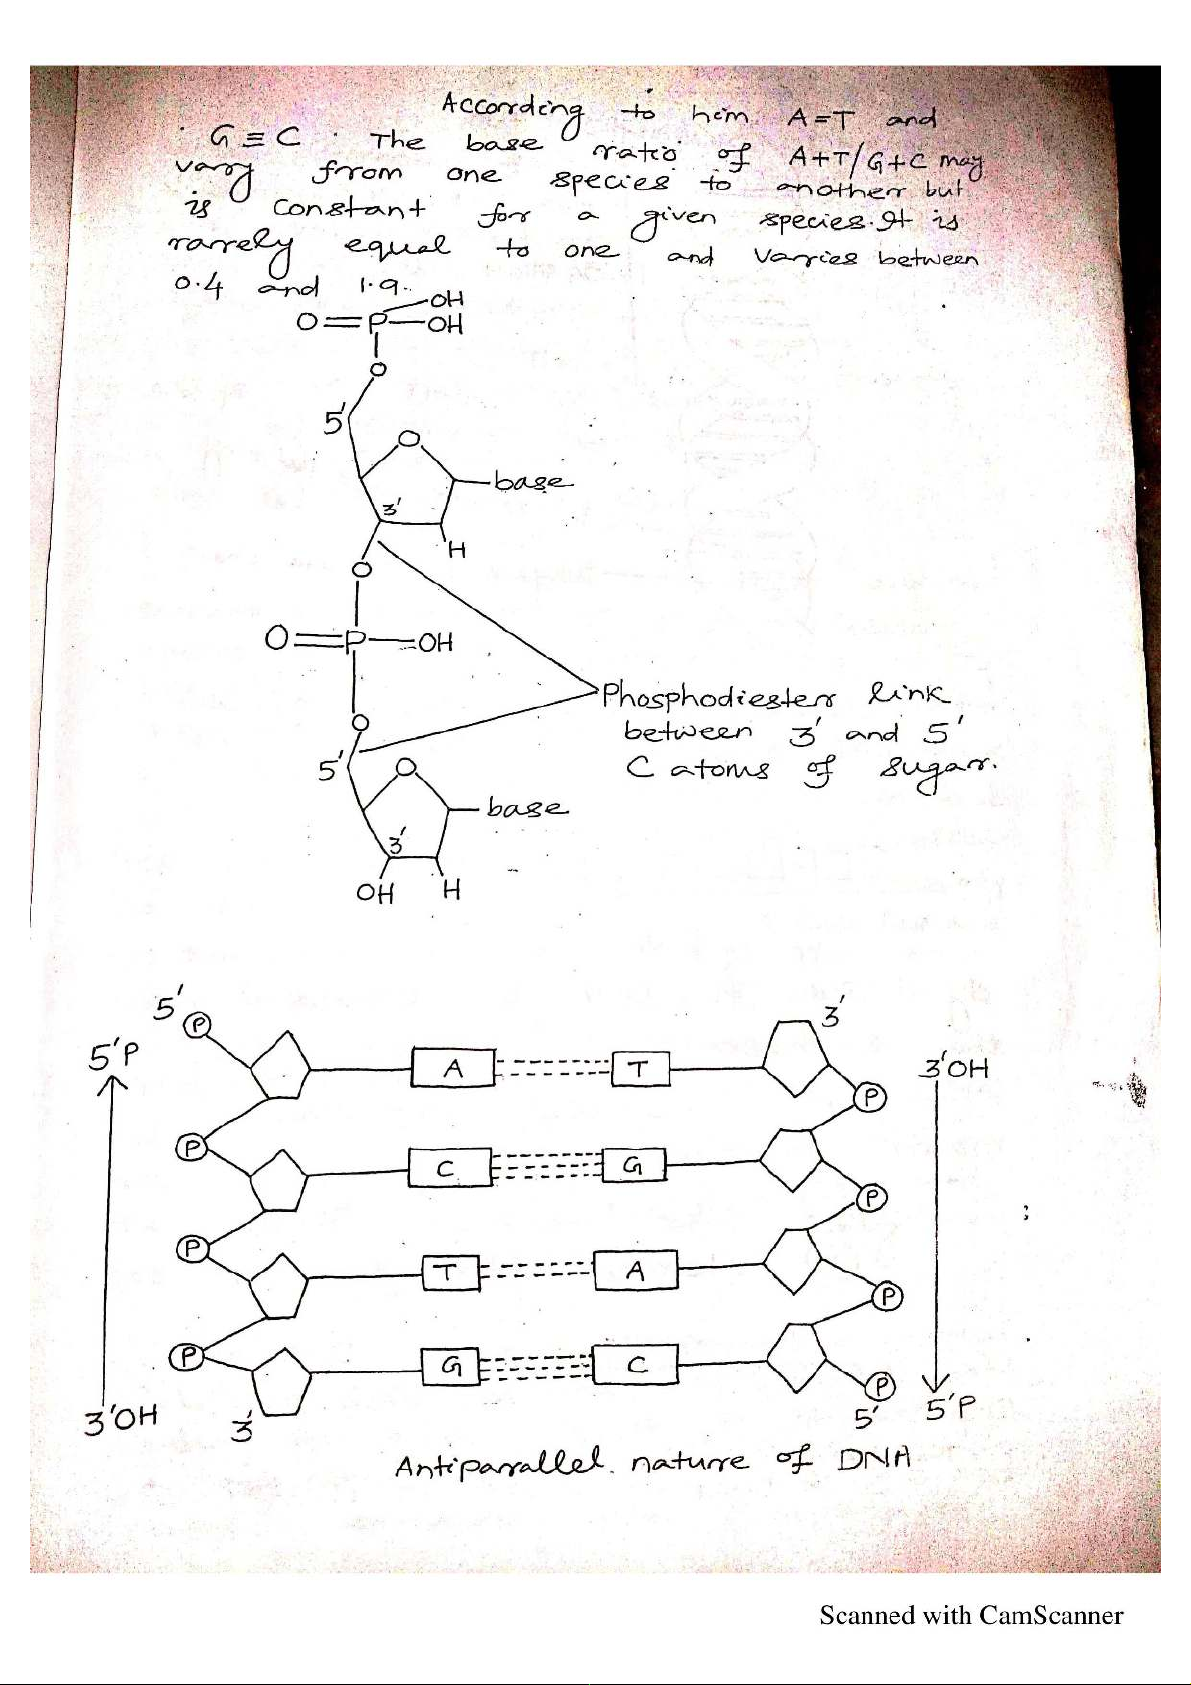 According to him A=T and
G≡C. The base ratio of A+T/G+C may
vary from one species to another but
is constant for a given species. It is
rarely equal to one and varies between
0.4 and 1.9.
OH
O=P—OH
O
5'
O
base
3'
H
O
O=P—OH
Phosphodiester link
between 3' and 5'
C atoms of sugar.
O
5'
O
base
3'
OH H
5' P 3'
5'P A T 3'OH
P
P C G
P
P T A
P
P G C
P
3'OH 3' 5' 5'P
Antiparallel nature of DNA
Scanned with CamScanner